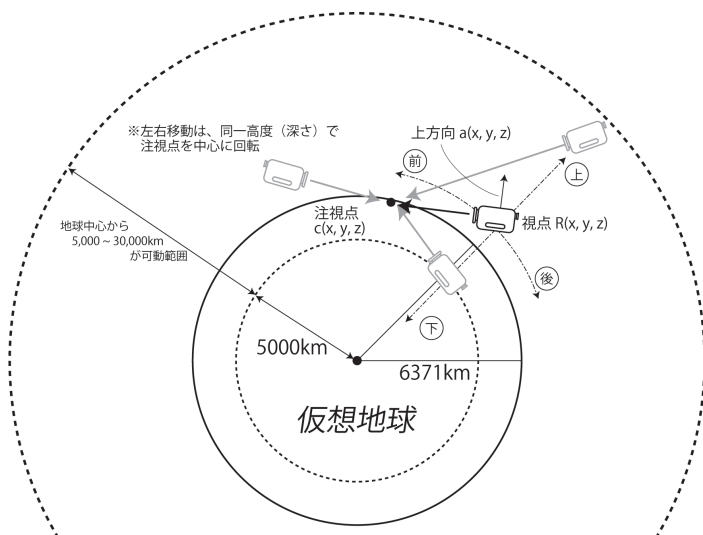 ※左右移動は、同一高度（深さ）で
注視点を中心に回転
上方向 a(x, y, z)
前
上
注視点
c(x, y, z)
視点 R(x, y, z)
地球中心から
5,000～30,000km
が可動範囲
後
下
5000km
6371km
仮想地球